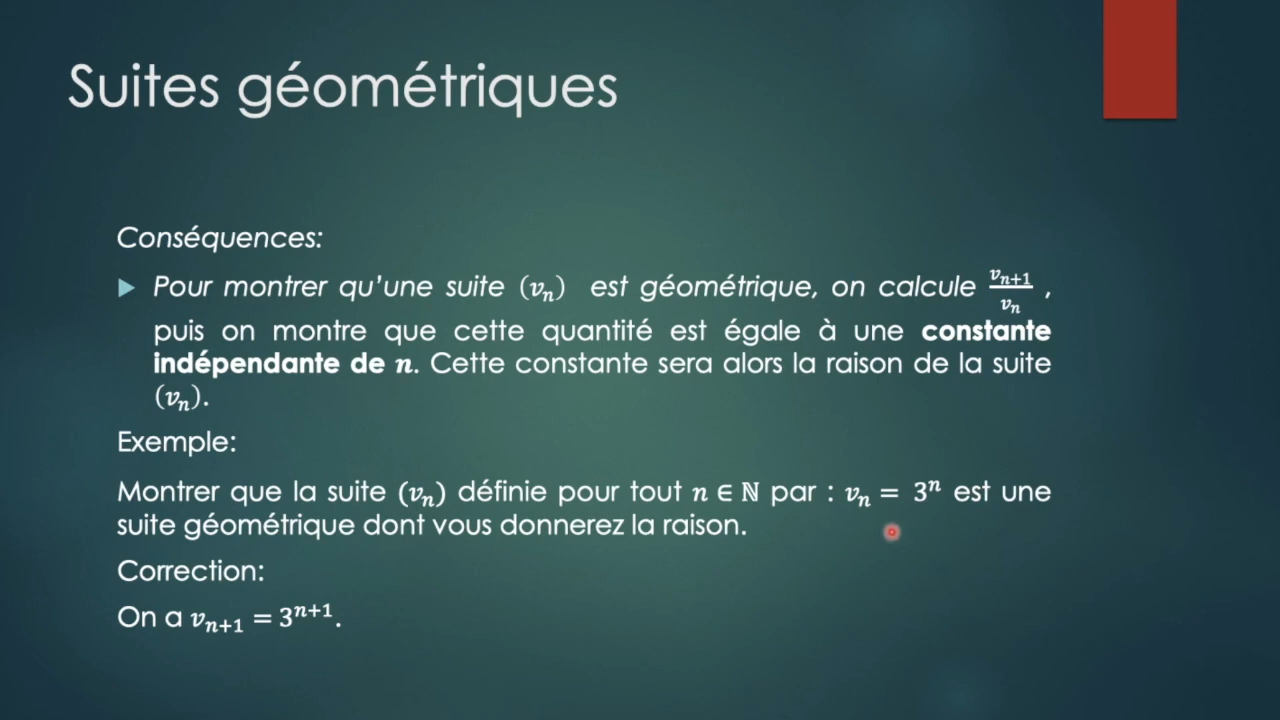 Suites géométriques
Conséquences:
Pour montrer qu’une suite (vₙ) est géométrique, on calcule vₙ₊₁/vₙ ,
puis on montre que cette quantité est égale à une constante
indépendante de n. Cette constante sera alors la raison de la suite
(vₙ).
Exemple:
Montrer que la suite (vₙ) définie pour tout n ∈ ℕ par : vₙ = 3ⁿ est une
suite géométrique dont vous donnerez la raison.
Correction:
On a vₙ₊₁ = 3ⁿ⁺¹.